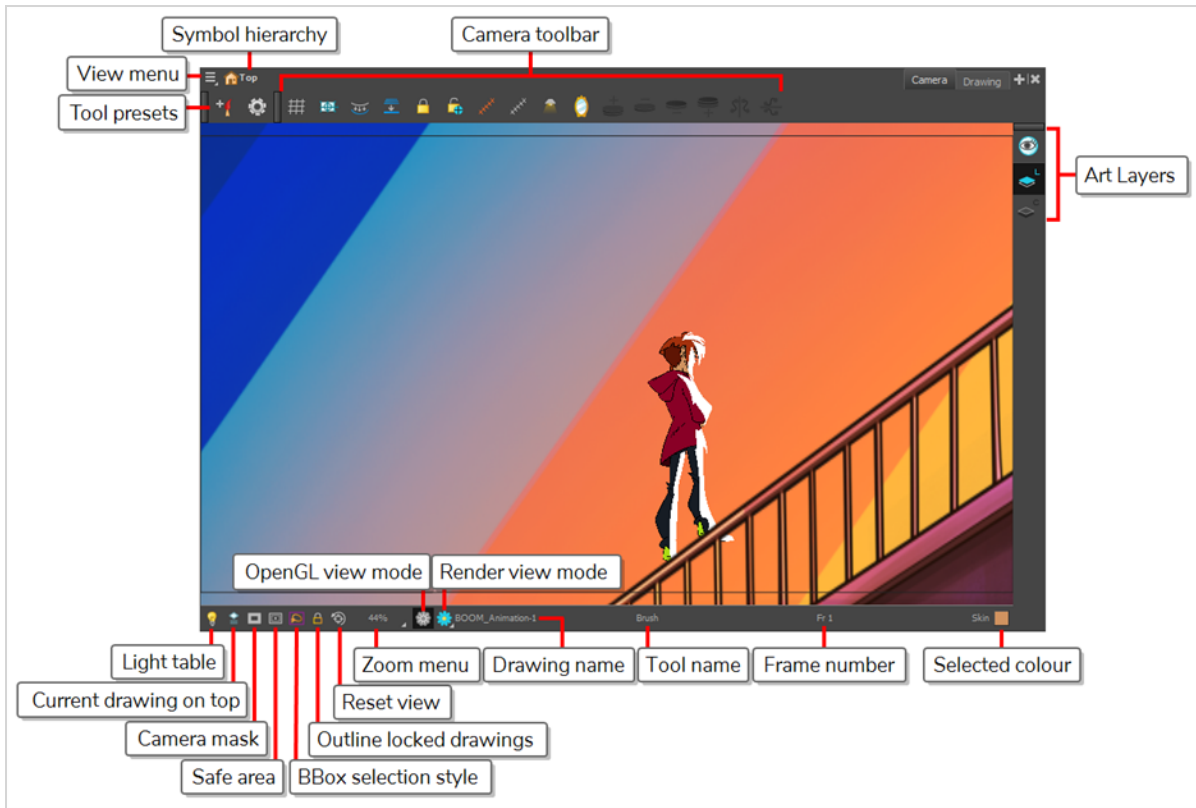 Symbol hierarchy
Camera toolbar
View menu
Top
Camera
Drawing
Tool presets
L
C
Art Layers
OpenGL view mode
Render view mode
44%
BOOM_Animation-1
Brush
Fr 1
Skin
Light table
Zoom menu
Drawing name
Tool name
Frame number
Selected colour
Current drawing on top
Reset view
Camera mask
Outline locked drawings
Safe area
BBox selection style